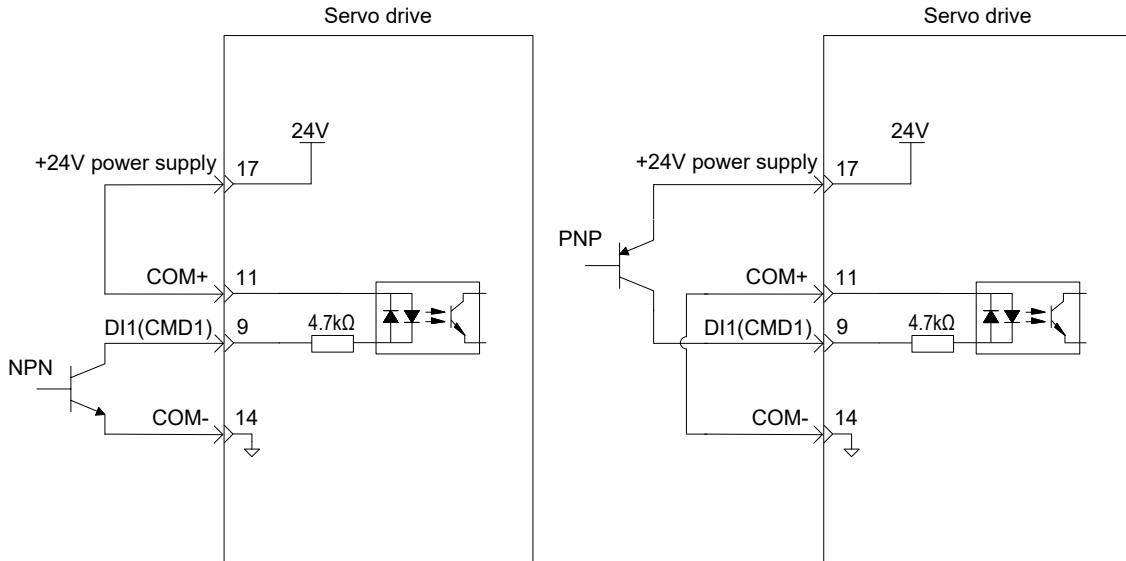 Servo drive
24V
+24V power supply
17
COM+
11
DI1(CMD1)
9
4.7kΩ
NPN
COM-
14
Servo drive
24V
+24V power supply
17
PNP
COM+
11
DI1(CMD1)
9
4.7kΩ
COM-
14